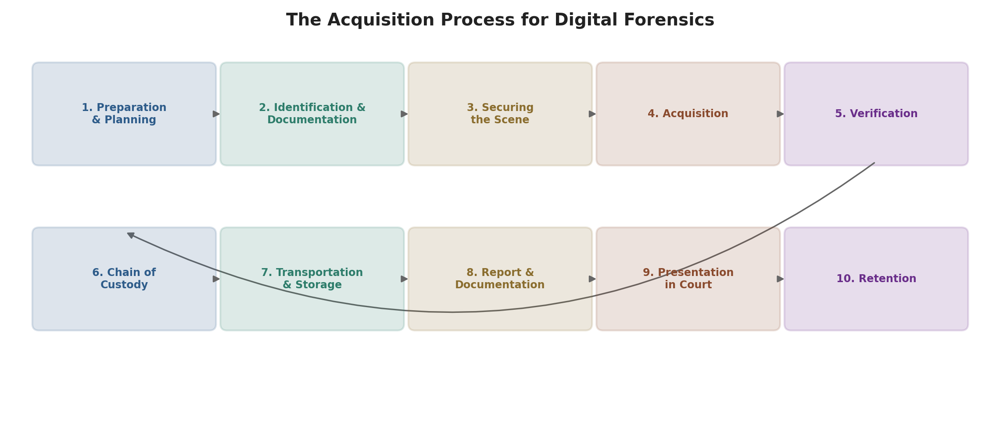 The Acquisition Process for Digital Forensics
1. Preparation
& Planning
2. Identification &
Documentation
3. Securing
the Scene
4. Acquisition
5. Verification
6. Chain of
Custody
7. Transportation
& Storage
8. Report &
Documentation
9. Presentation
in Court
10. Retention